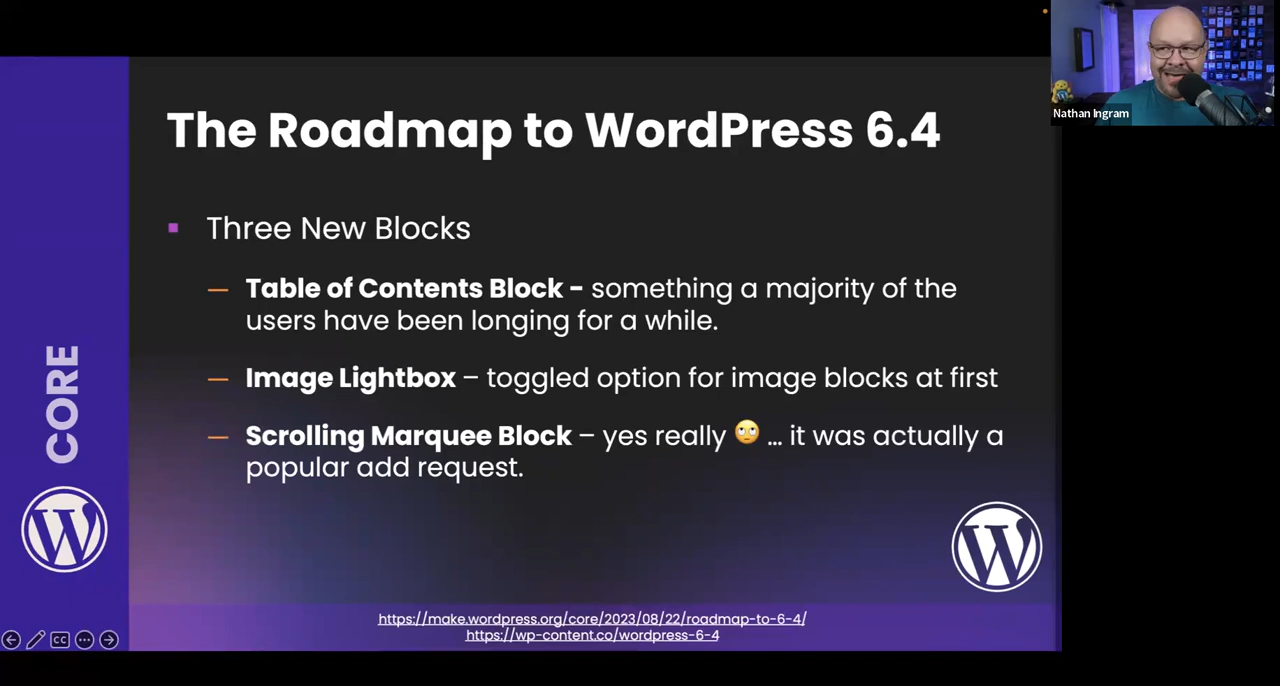 Nathan Ingram
The Roadmap to WordPress 6.4
Three New Blocks
— Table of Contents Block - something a majority of the
users have been longing for a while.
— Image Lightbox – toggled option for image blocks at first
— Scrolling Marquee Block – yes really 🙄 ... it was actually a
popular add request.
CORE
W
W
https://make.wordpress.org/core/2023/08/22/roadmap-to-6-4/
https://wp-content.co/wordpress-6-4
CC